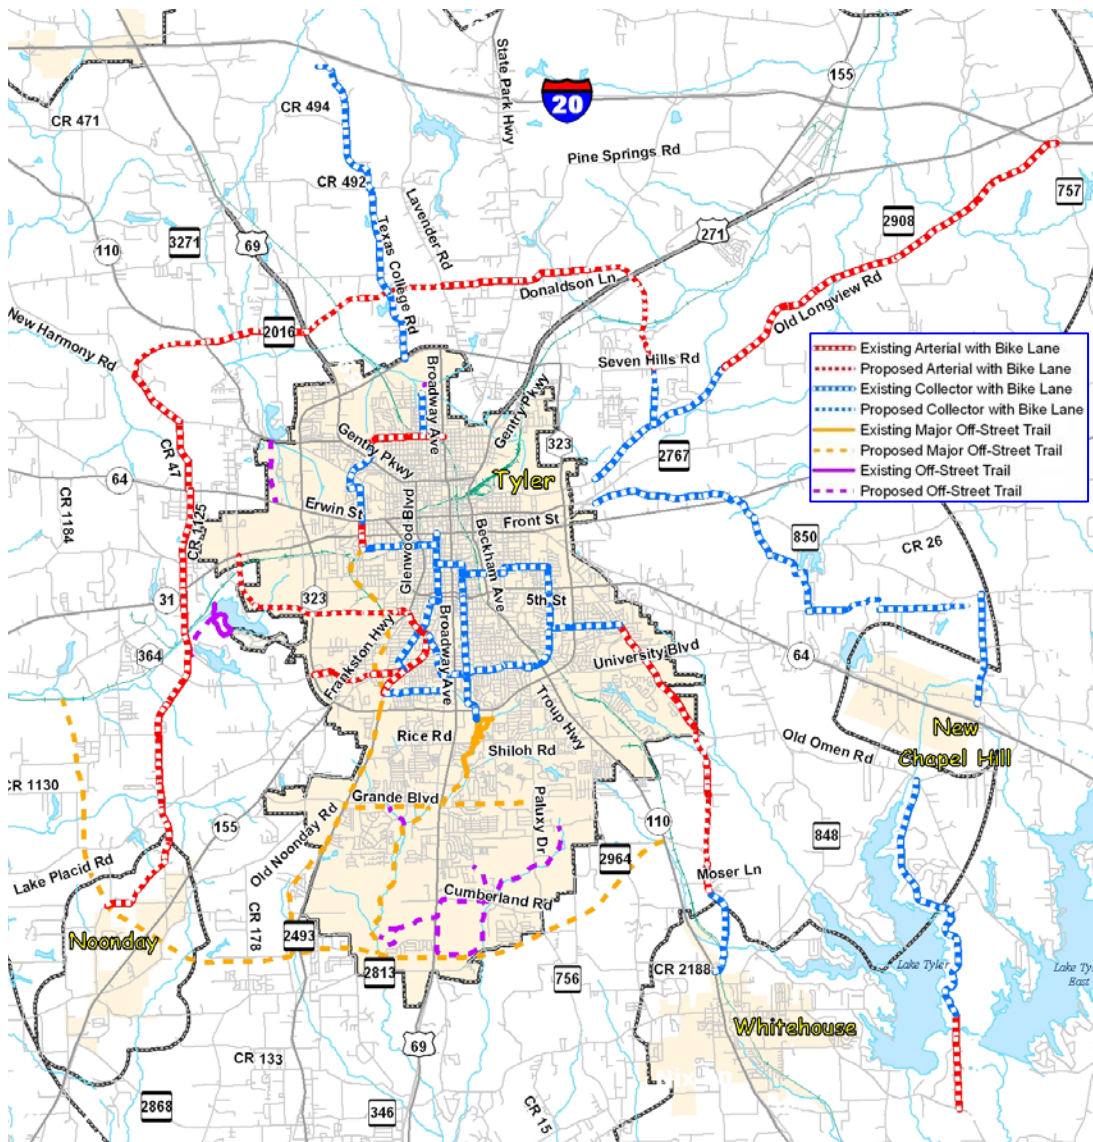 155
State Park Hwy
20
CR 494
CR 471
Pine Springs Rd
CR 492
757
Lavender Rd
2908
Texas College Rd
271
3271
69
110
Donaldson Ln
Old Longview Rd
New Harmony Rd
2016
Seven Hills Rd
Existing Arterial with Bike Lane
Proposed Arterial with Bike Lane
Existing Collector with Bike Lane
Proposed Collector with Bike Lane
Existing Major Off-Street Trail
Proposed Major Off-Street Trail
Existing Off-Street Trail
Proposed Off-Street Trail
Broadway Ave
Gentry Pkwy
Gentry Pkwy
323
CR 47
2767
64
Tyler
CR 1184
Erwin St
Glenwood Blvd
Front St
CR 1125
Beckham Ave
850
CR 26
31
323
5th St
Frankston Hwy
Broadway Ave
364
University Blvd
64
Troup Hwy
Rice Rd
Shiloh Rd
Old Omen Rd
New
Chapel Hill
CR 1130
Grande Blvd
Paluxy Dr
155
Old Noonday Rd
110
848
Lake Placid Rd
2964
Moser Ln
Cumberland Rd
CR 178
2493
Noonday
2813
756
CR 2188
Lake Tyler
Lake Ty
East
Whitehouse
69
CR 133
2868
346
CR 15